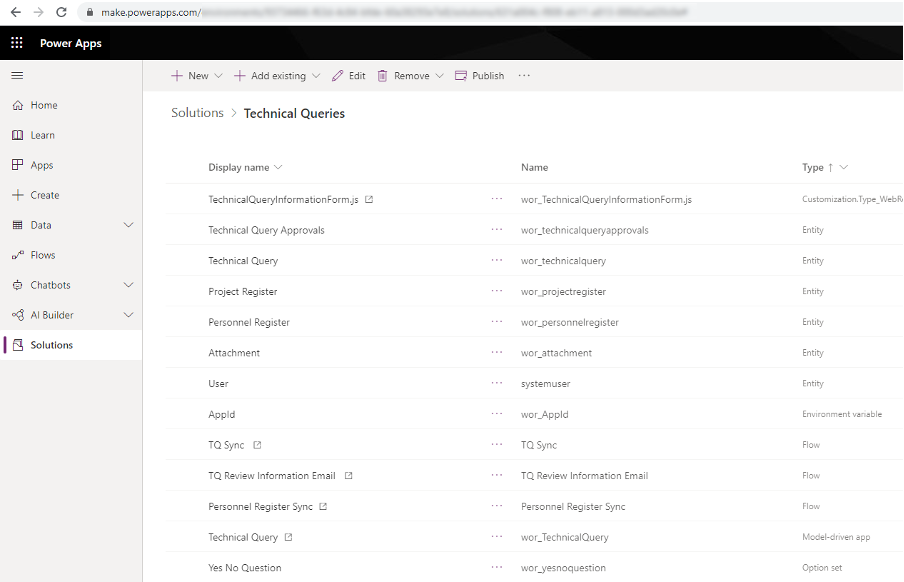 make.powerapps.com/
Power Apps
New Add existing Edit Remove Publish ...
Home
Learn
Apps
Create
Data
Flows
Chatbots
AI Builder
Solutions
Solutions > Technical Queries
Display name Name Type ↑
TechnicalQueryInformationForm.js ... wor_TechnicalQueryInformationForm.js Customization.Type_WebRe
Technical Query Approvals ... wor_technicalqueryapprovals Entity
Technical Query ... wor_technicalquery Entity
Project Register ... wor_projectregister Entity
Personnel Register ... wor_personnelregister Entity
Attachment ... wor_attachment Entity
User ... systemuser Entity
AppId ... wor_AppId Environment variable
TQ Sync ... TQ Sync Flow
TQ Review Information Email ... TQ Review Information Email Flow
Personnel Register Sync ... Personnel Register Sync Flow
Technical Query ... wor_TechnicalQuery Model-driven app
Yes No Question ... wor_yesnoquestion Option set